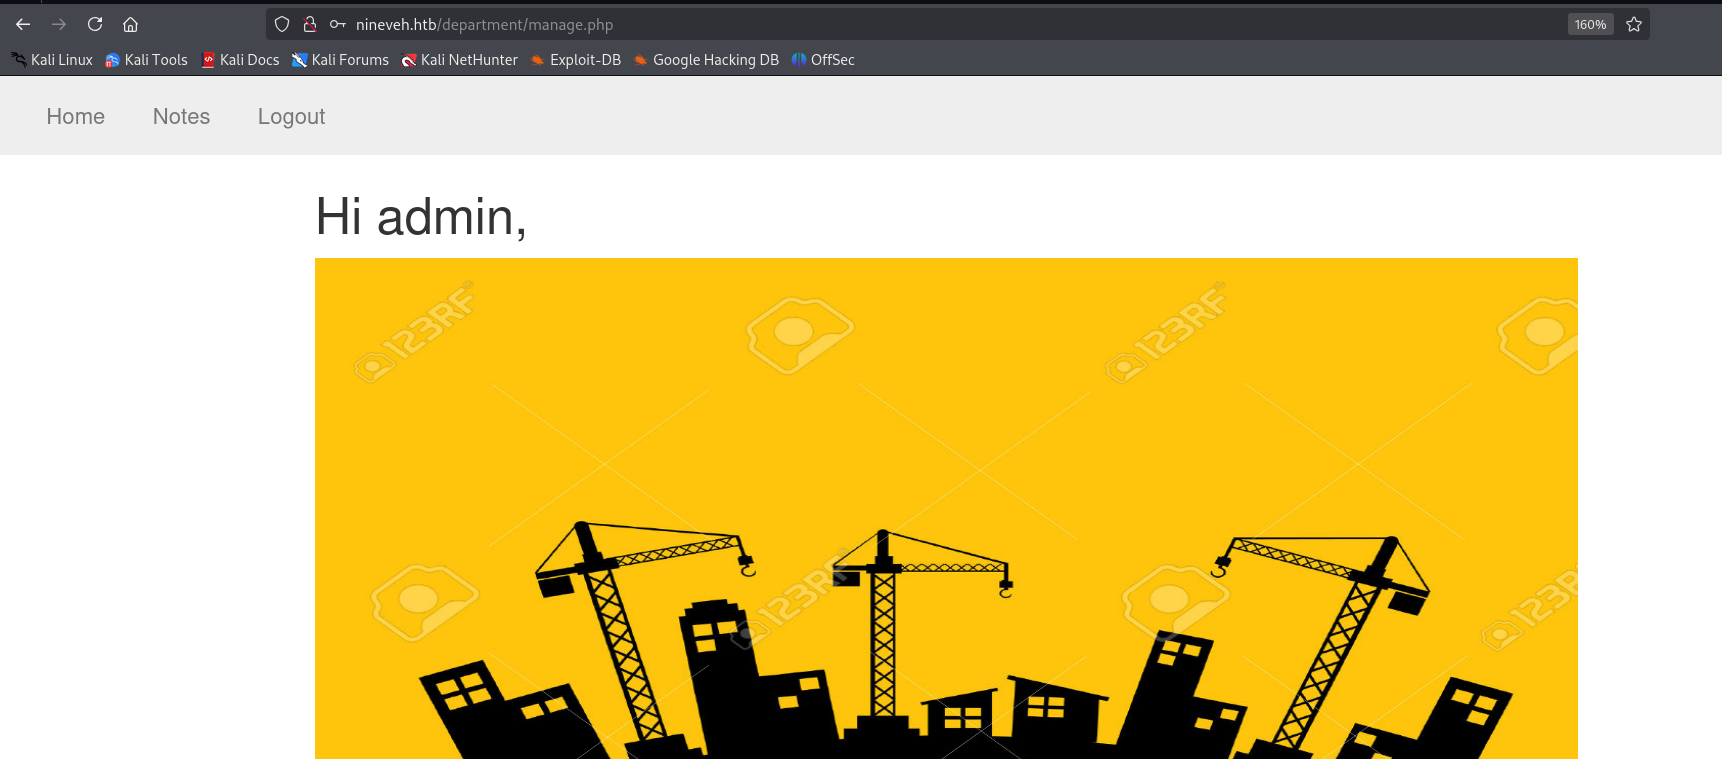 nineveh.htb/department/manage.php
160%
Kali Linux Kali Tools Kali Docs Kali Forums Kali NetHunter Exploit-DB Google Hacking DB OffSec
Home Notes Logout
Hi admin,
123RF
123RF
123RF
123RF